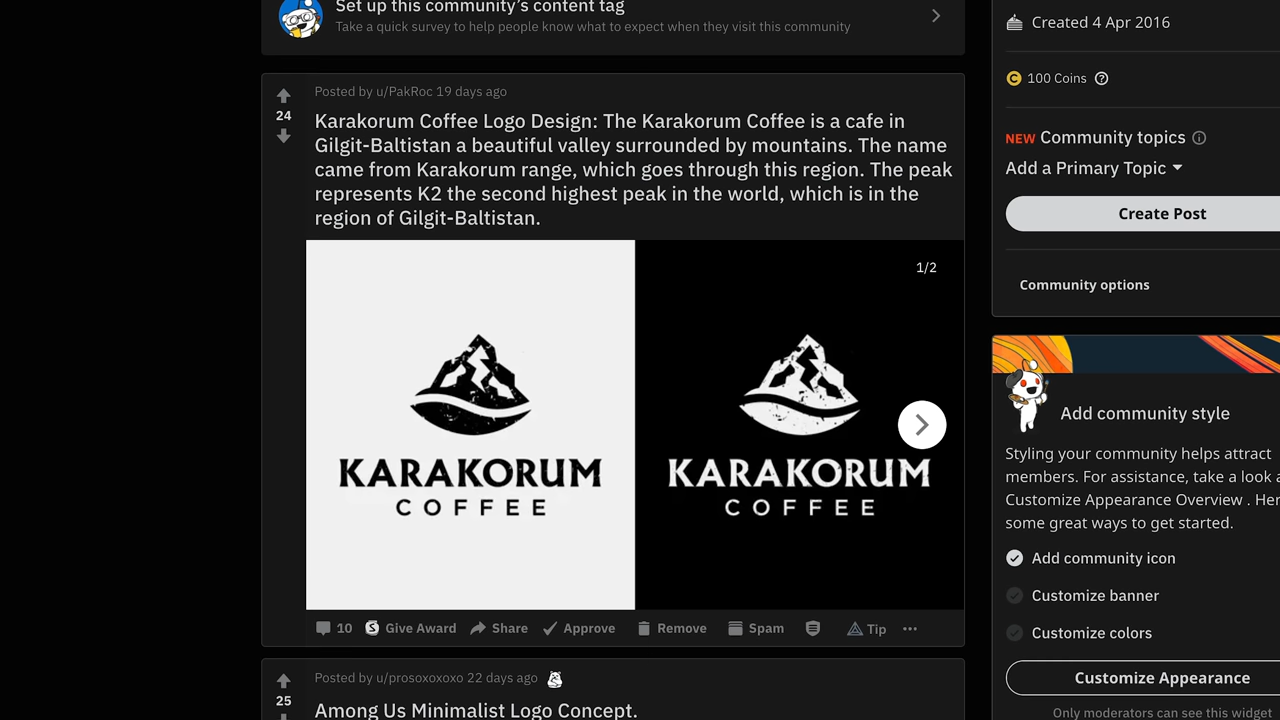 Set up this community's content tag
Take a quick survey to help people know what to expect when they visit this community
Posted by u/PakRoc 19 days ago
24
Karakorum Coffee Logo Design: The Karakorum Coffee is a cafe in
Gilgit-Baltistan a beautiful valley surrounded by mountains. The name
came from Karakorum range, which goes through this region. The peak
represents K2 the second highest peak in the world, which is in the
region of Gilgit-Baltistan.
1/2
KARAKORUM
COFFEE
KARAKORUM
COFFEE
10 Give Award Share Approve Remove Spam Tip
Posted by u/prosoxoxoxo 22 days ago
25
Among Us Minimalist Logo Concept.
Created 4 Apr 2016
100 Coins
NEW Community topics
Add a Primary Topic
Create Post
Community options
Add community style
Styling your community helps attract
members. For assistance, take a look a
Customize Appearance Overview . Her
some great ways to get started.
Add community icon
Customize banner
Customize colors
Customize Appearance
Only moderators can see this widget